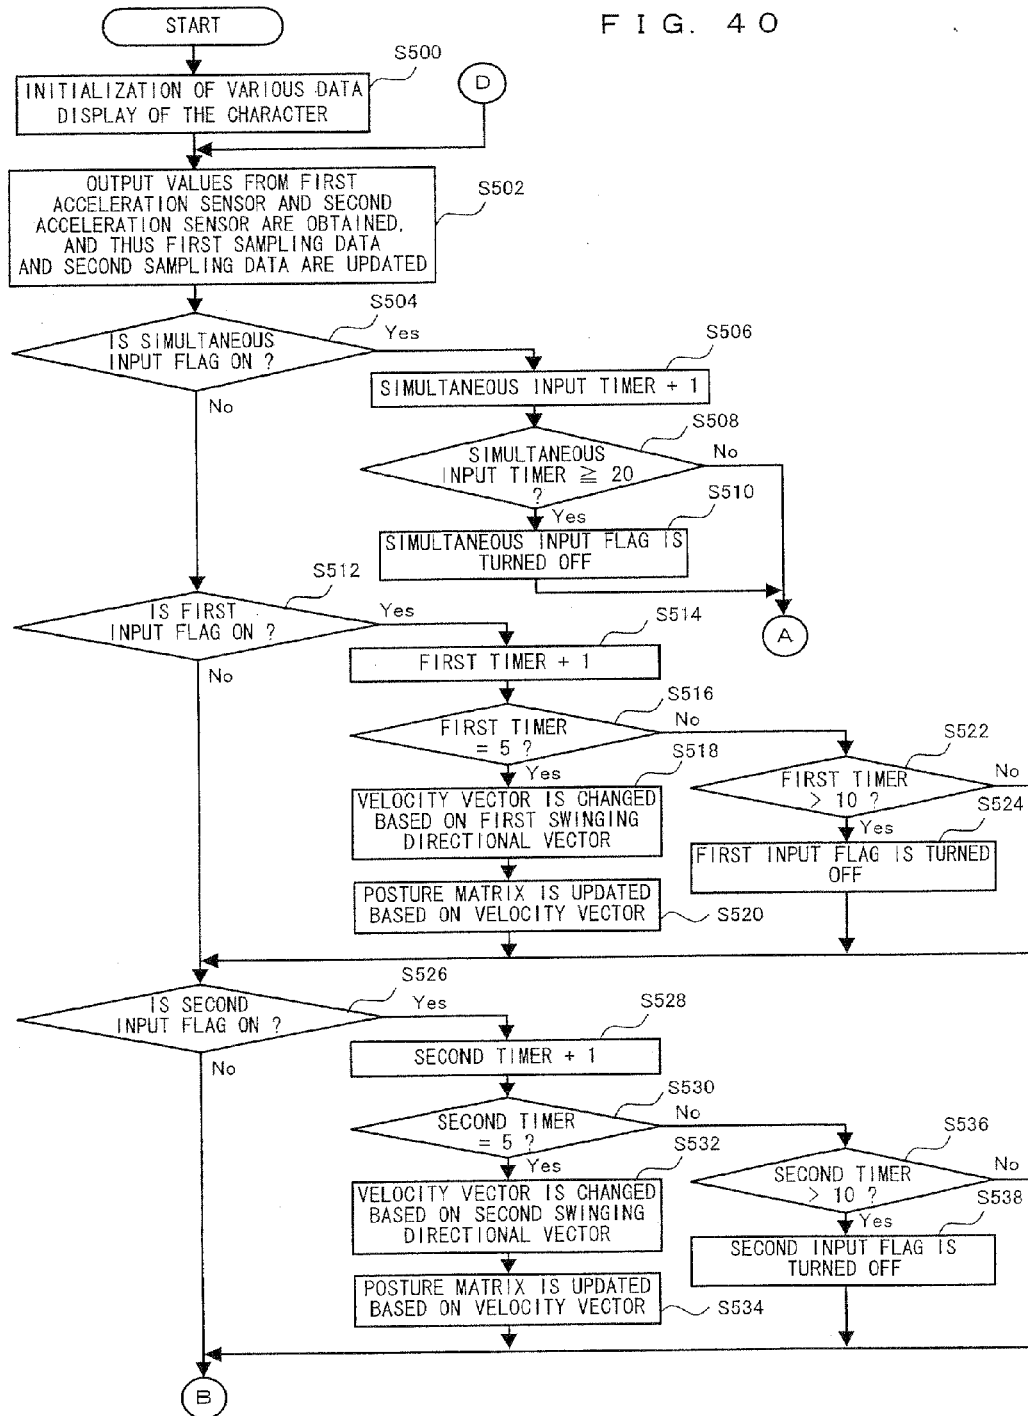 F I G. 40
START
S500
INITIALIZATION OF VARIOUS DATA
DISPLAY OF THE CHARACTER
D
S502
OUTPUT VALUES FROM FIRST
ACCELERATION SENSOR AND SECOND
ACCELERATION SENSOR ARE OBTAINED,
AND THUS FIRST SAMPLING DATA
AND SECOND SAMPLING DATA ARE UPDATED
S504
IS SIMULTANEOUS
INPUT FLAG ON ?
Yes
No
S506
SIMULTANEOUS INPUT TIMER + 1
S508
SIMULTANEOUS
INPUT TIMER ≧ 20
?
No
Yes
S510
SIMULTANEOUS INPUT FLAG IS
TURNED OFF
A
S512
IS FIRST
INPUT FLAG ON ?
Yes
No
S514
FIRST TIMER + 1
S516
FIRST TIMER
= 5 ?
No
Yes
S518
VELOCITY VECTOR IS CHANGED
BASED ON FIRST SWINGING
DIRECTIONAL VECTOR
POSTURE MATRIX IS UPDATED
BASED ON VELOCITY VECTOR
S520
S522
FIRST TIMER
> 10 ?
No
Yes
S524
FIRST INPUT FLAG IS TURNED
OFF
S526
IS SECOND
INPUT FLAG ON ?
Yes
No
S528
SECOND TIMER + 1
S530
SECOND TIMER
= 5 ?
No
Yes
S532
VELOCITY VECTOR IS CHANGED
BASED ON SECOND SWINGING
DIRECTIONAL VECTOR
POSTURE MATRIX IS UPDATED
BASED ON VELOCITY VECTOR
S534
S536
SECOND TIMER
> 10 ?
No
Yes
S538
SECOND INPUT FLAG IS
TURNED OFF
B